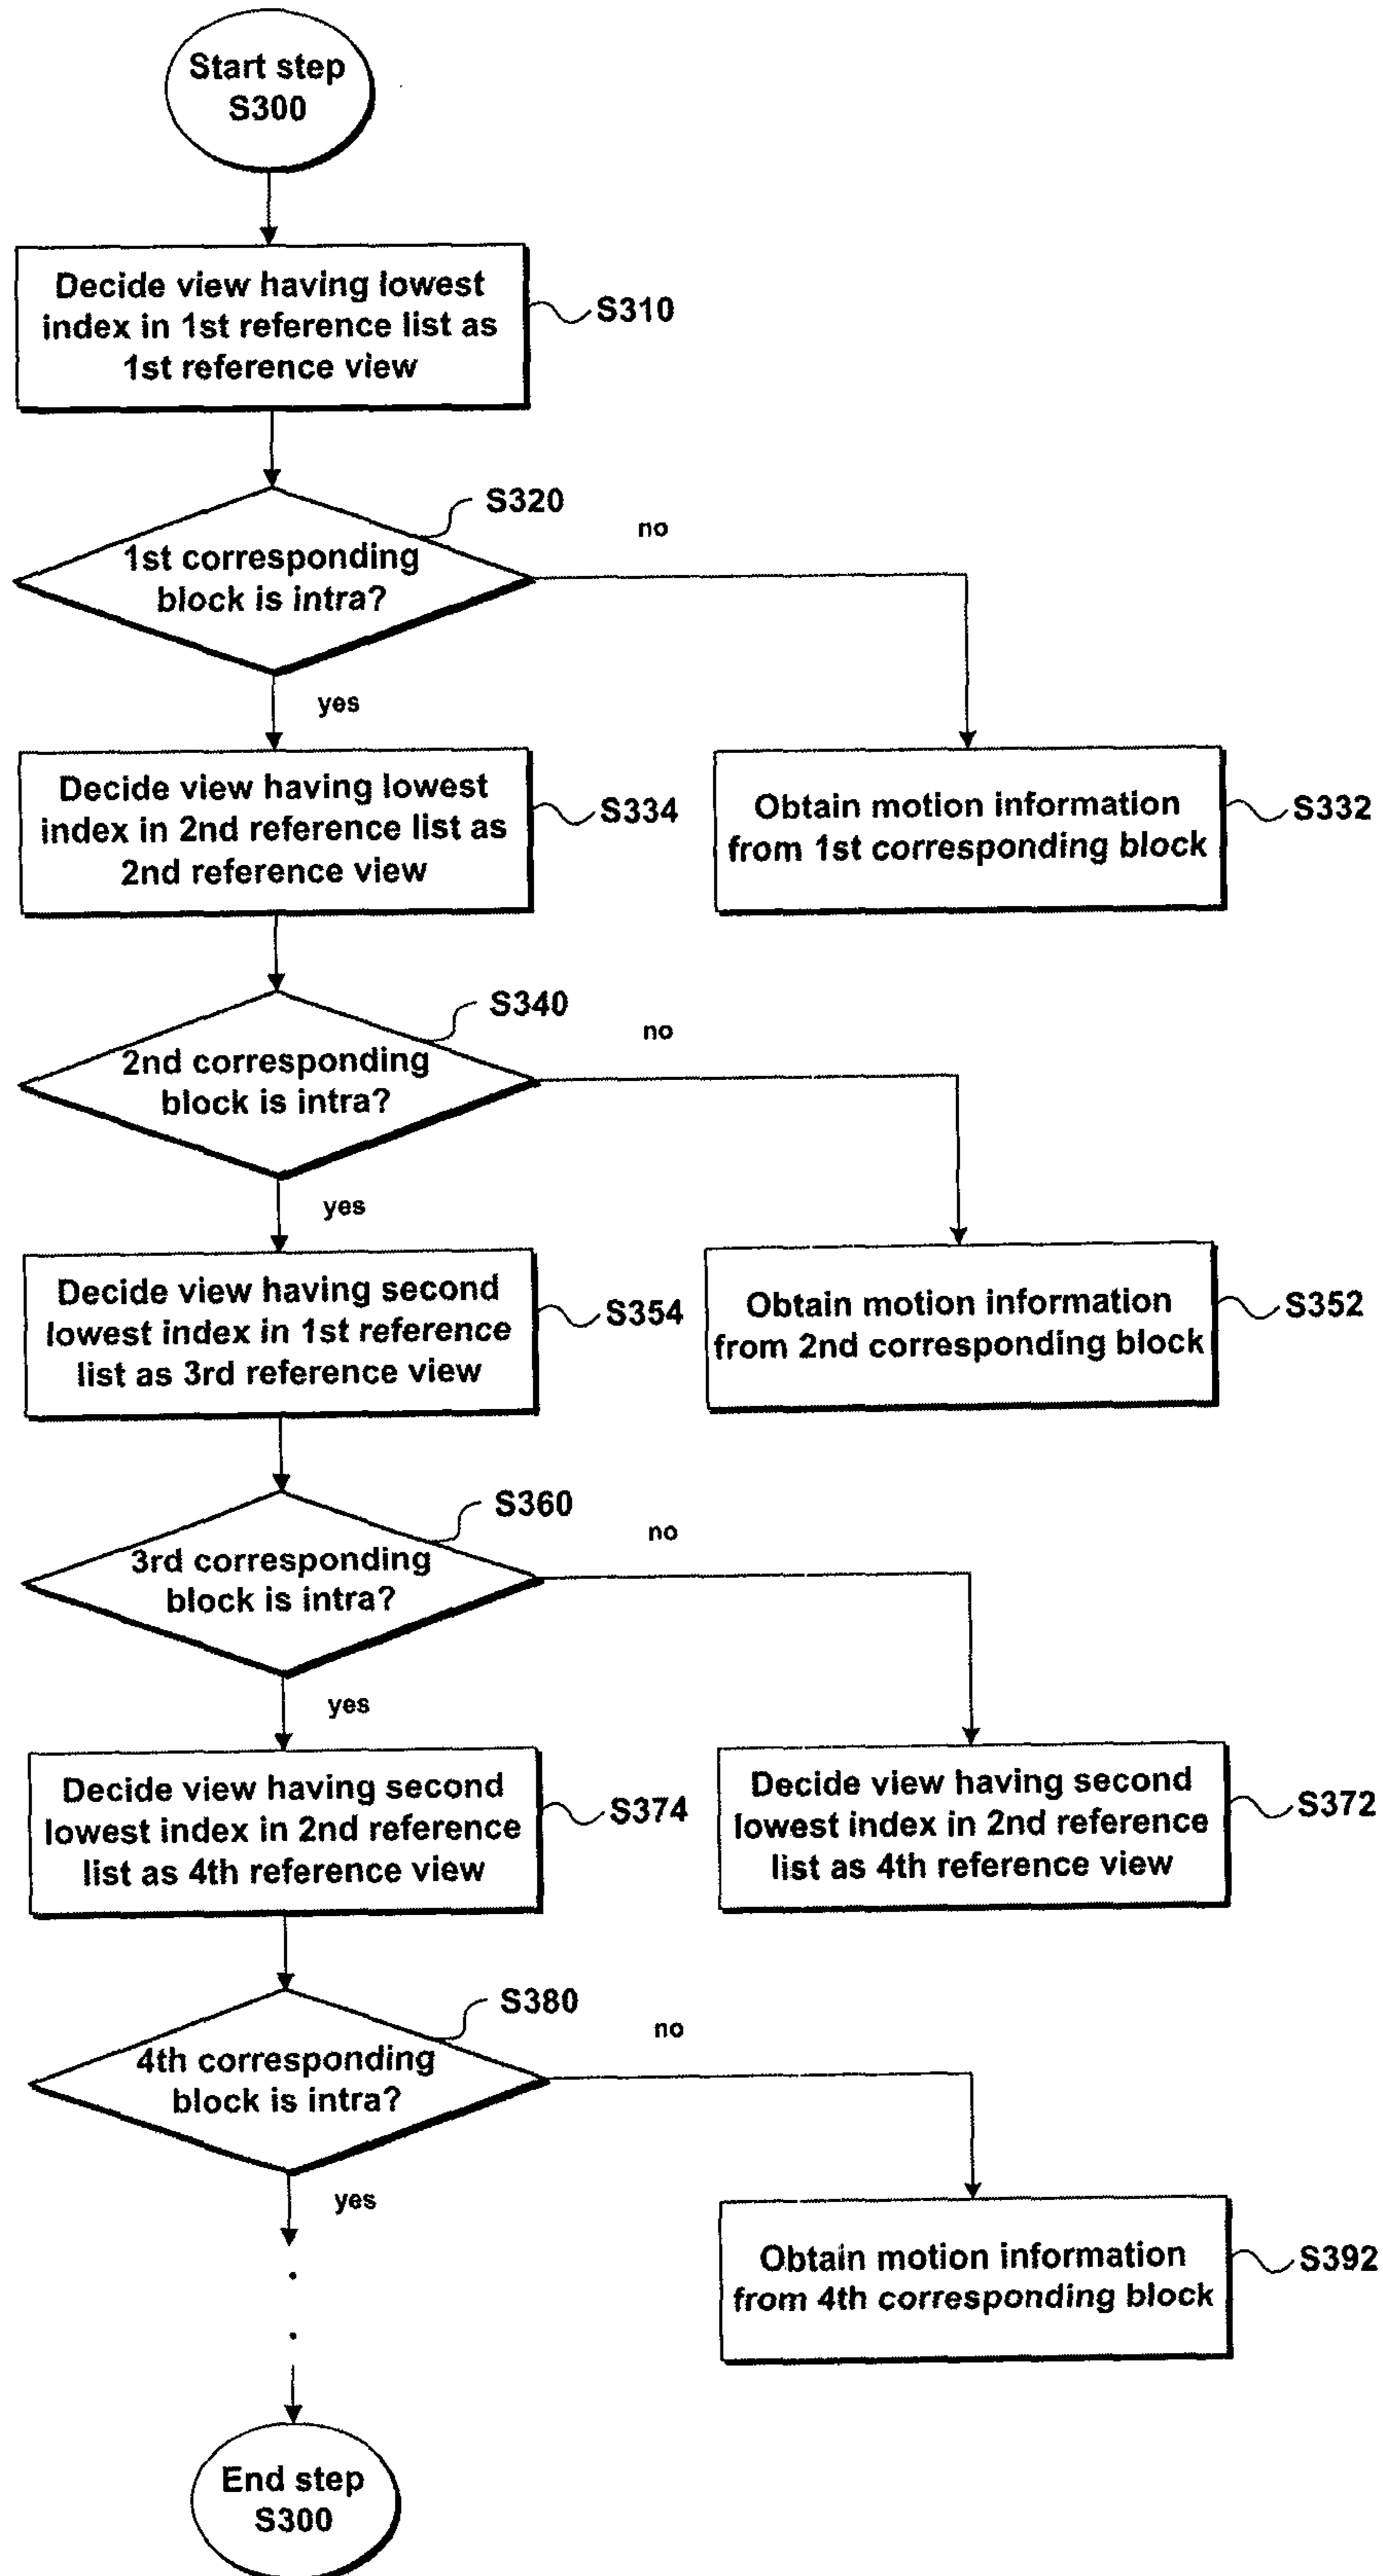 Start step
S300
Decide view having lowest
index in 1st reference list as
1st reference view
S310
S320
1st corresponding
block is intra?
no
yes
Decide view having lowest
index in 2nd reference list as
2nd reference view
S334
Obtain motion information
from 1st corresponding block
S332
S340
2nd corresponding
block is intra?
no
yes
Decide view having second
lowest index in 1st reference
list as 3rd reference view
S354
Obtain motion information
from 2nd corresponding block
S352
S360
3rd corresponding
block is intra?
no
yes
Decide view having second
lowest index in 2nd reference
list as 4th reference view
S374
Decide view having second
lowest index in 2nd reference
list as 4th reference view
S372
S380
4th corresponding
block is intra?
no
yes
Obtain motion information
from 4th corresponding block
S392
End step
S300